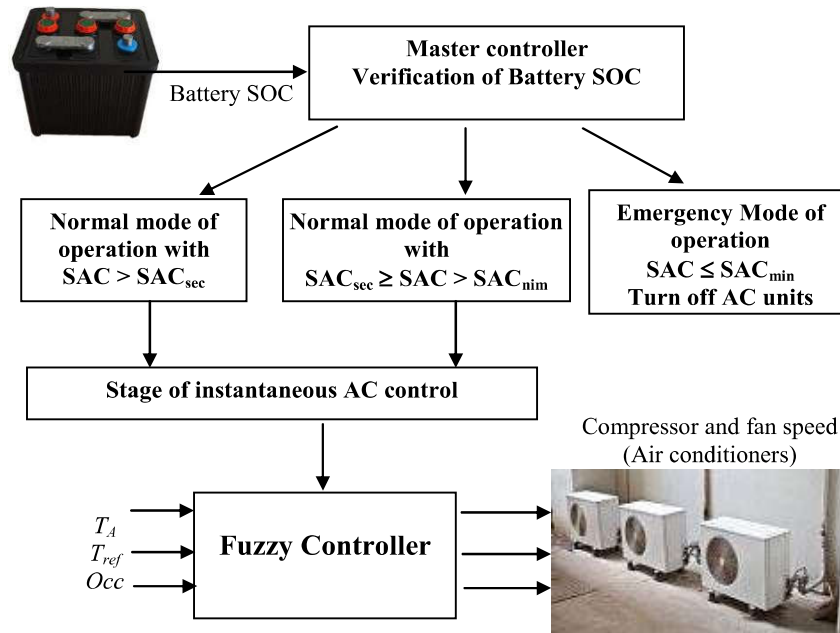 Battery SOC
Master controller
Verification of Battery SOC
Normal mode of
operation with
SAC > SACsec
Normal mode of operation
with
SACsec ≥ SAC > SACnim
Emergency Mode of
operation
SAC ≤ SACmin
Turn off AC units
Stage of instantaneous AC control
Compressor and fan speed
(Air conditioners)
TA
Tref
Occ
Fuzzy Controller